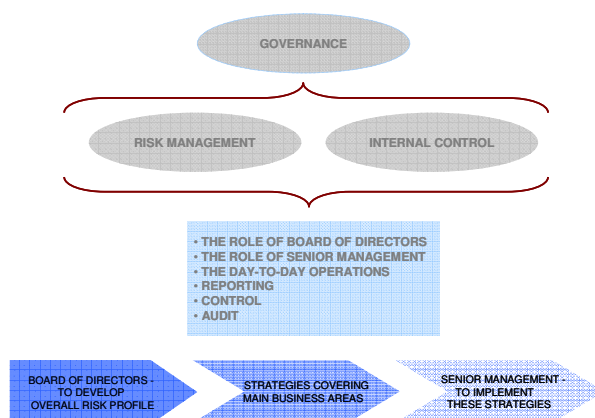 GOVERNANCE
RISK MANAGEMENT
INTERNAL CONTROL
• THE ROLE OF BOARD OF DIRECTORS
• THE ROLE OF SENIOR MANAGEMENT
• THE DAY-TO-DAY OPERATIONS
• REPORTING
• CONTROL
• AUDIT
BOARD OF DIRECTORS -
TO DEVELOP
OVERALL RISK PROFILE
STRATEGIES COVERING
MAIN BUSINESS AREAS
SENIOR MANAGEMENT -
TO IMPLEMENT
THESE STRATEGIES